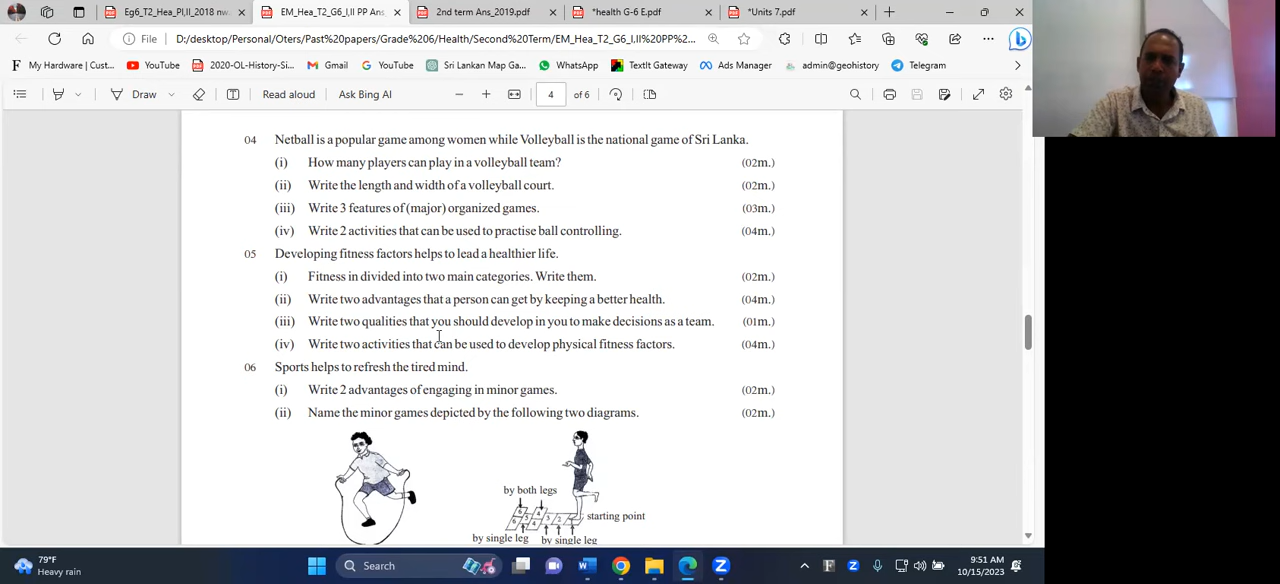 Eg6_T2_Hea_PI,II_2018 nw
EM_Hea_T2_G6_I,II PP Ans
2nd term Ans_2019.pdf
*health G-6 E.pdf
*Units 7.pdf
File
D:/desktop/Personal/Oters/Past%20papers/Grade%206/Health/Second%20Term/EM_Hea_T2_G6_I,II%20PP%...
My Hardware | Cust...
YouTube
2020-OL-History-Si...
Gmail
YouTube
Sri Lankan Map Ga...
WhatsApp
TextIt Gateway
Ads Manager
admin@geohistory
Telegram
Draw
Read aloud
Ask Bing AI
4
of 6
04 Netball is a popular game among women while Volleyball is the national game of Sri Lanka.
(i) How many players can play in a volleyball team? (02m.)
(ii) Write the length and width of a volleyball court. (02m.)
(iii) Write 3 features of (major) organized games. (03m.)
(iv) Write 2 activities that can be used to practise ball controlling. (04m.)
05 Developing fitness factors helps to lead a healthier life.
(i) Fitness in divided into two main categories. Write them. (02m.)
(ii) Write two advantages that a person can get by keeping a better health. (04m.)
(iii) Write two qualities that you should develop in you to make decisions as a team. (01m.)
(iv) Write two activities that can be used to develop physical fitness factors. (04m.)
06 Sports helps to refresh the tired mind.
(i) Write 2 advantages of engaging in minor games. (02m.)
(ii) Name the minor games depicted by the following two diagrams. (02m.)
by both legs
6 6 5 4 4 3 2
starting point
by single leg
by single leg
79°F
Heavy rain
Search
9:51 AM
10/15/2023